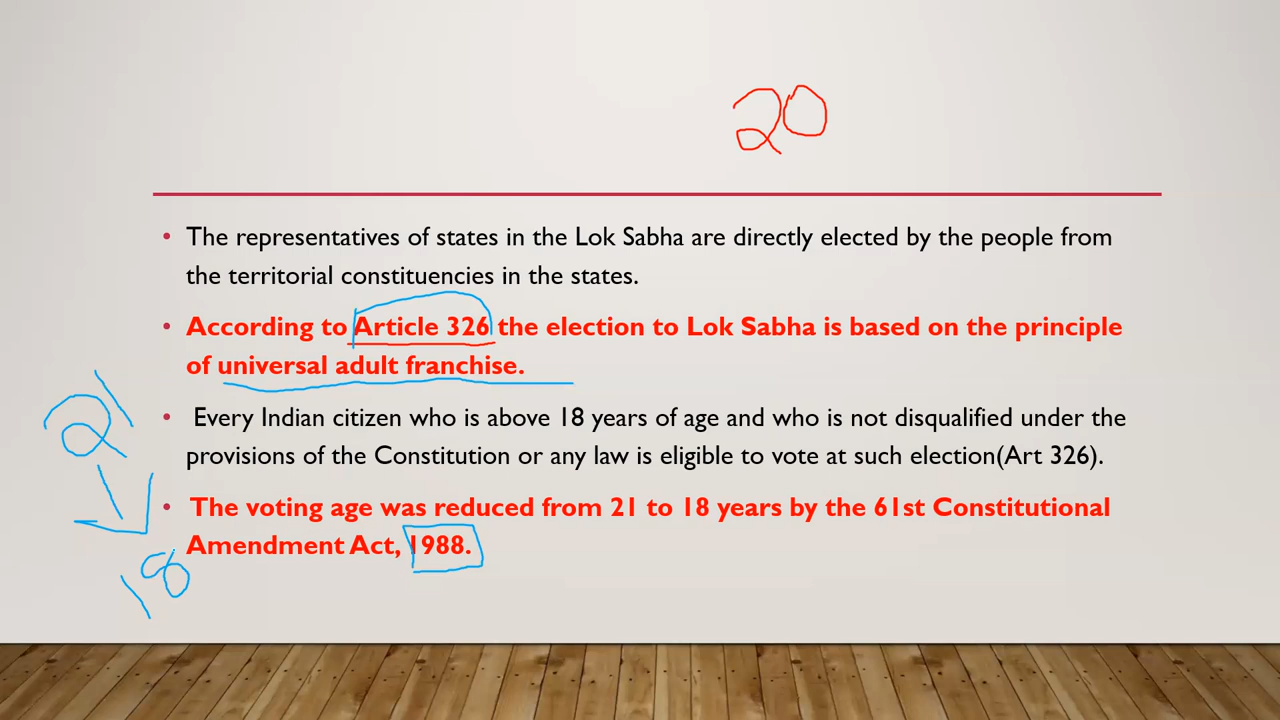 20
• The representatives of states in the Lok Sabha are directly elected by the people from
the territorial constituencies in the states.
• According to Article 326 the election to Lok Sabha is based on the principle
of universal adult franchise.
• Every Indian citizen who is above 18 years of age and who is not disqualified under the
provisions of the Constitution or any law is eligible to vote at such election(Art 326).
• The voting age was reduced from 21 to 18 years by the 61st Constitutional
Amendment Act, 1988.
21
18